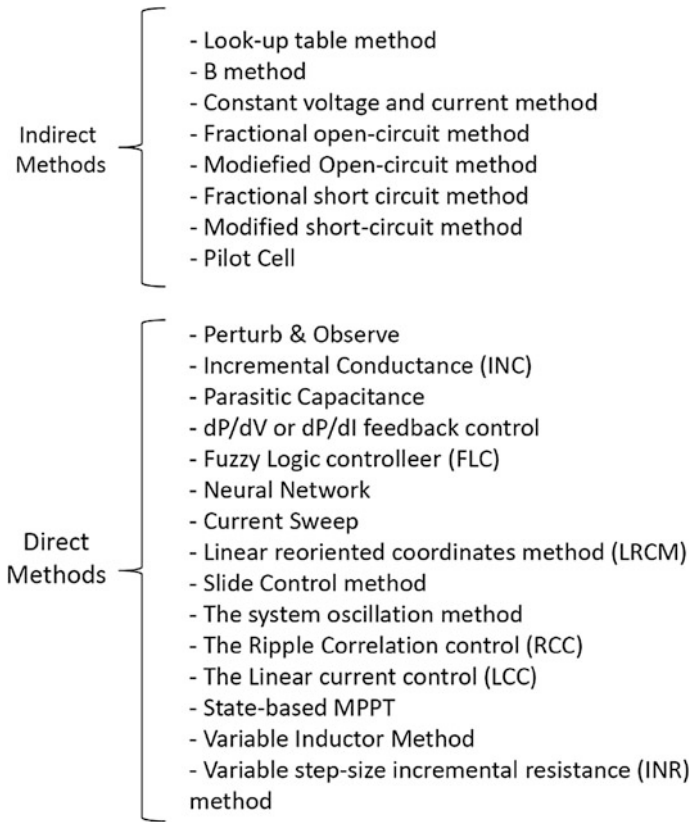 Indirect
Methods
- Look-up table method
- B method
- Constant voltage and current method
- Fractional open-circuit method
- Modiefied Open-circuit method
- Fractional short circuit method
- Modified short-circuit method
- Pilot Cell
Direct
Methods
- Perturb & Observe
- Incremental Conductance (INC)
- Parasitic Capacitance
- dP/dV or dP/dI feedback control
- Fuzzy Logic controlleer (FLC)
- Neural Network
- Current Sweep
- Linear reoriented coordinates method (LRCM)
- Slide Control method
- The system oscillation method
- The Ripple Correlation control (RCC)
- The Linear current control (LCC)
- State-based MPPT
- Variable Inductor Method
- Variable step-size incremental resistance (INR)
method